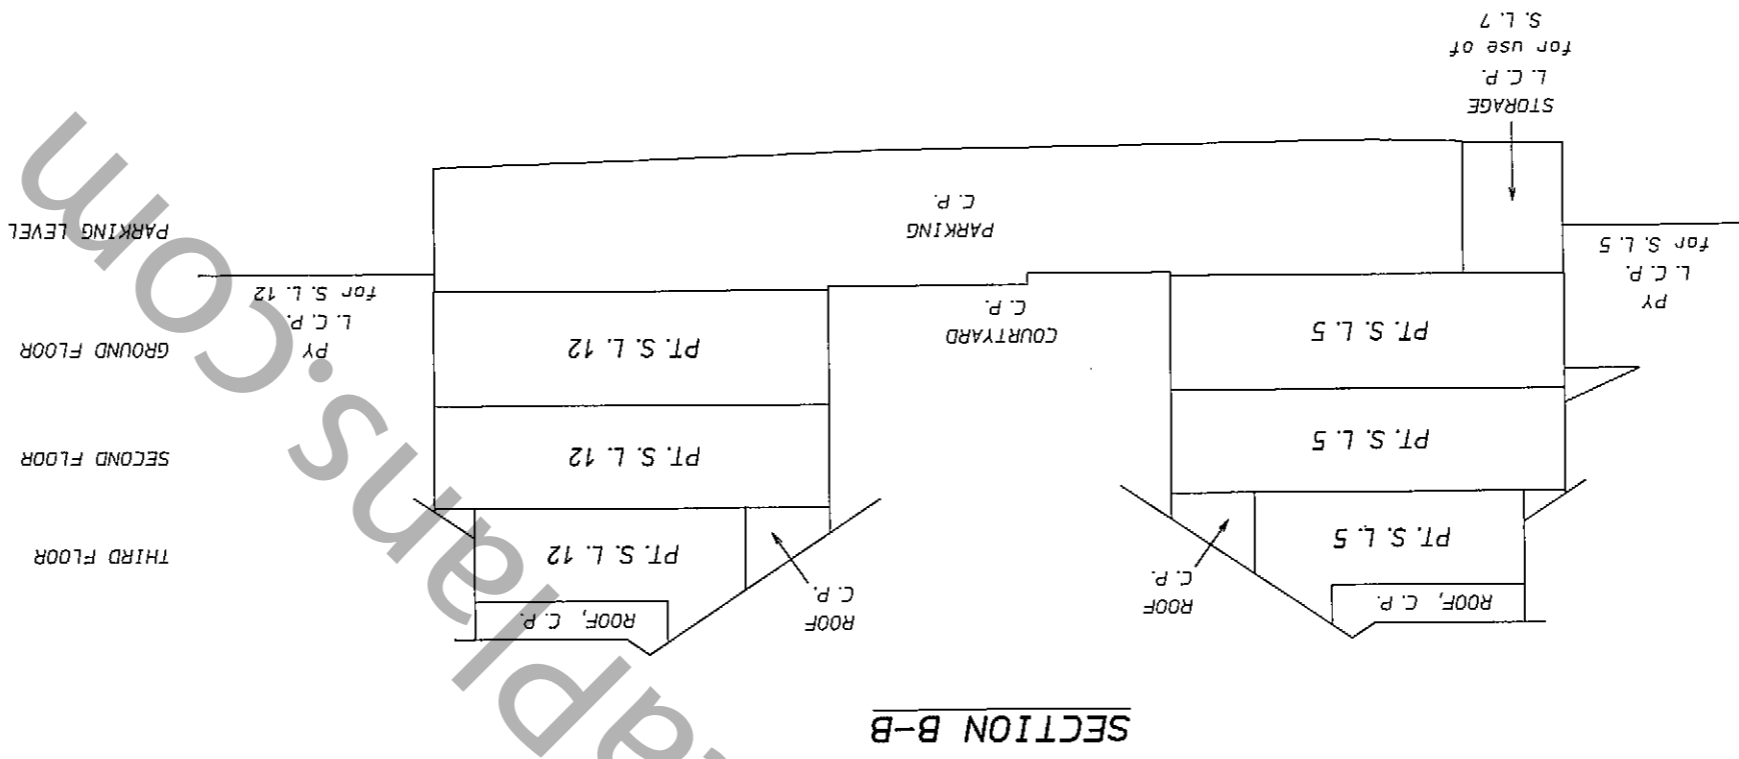 SECTION B-B
ROOF, C. P.
ROOF
C. P.
ROOF
C. P.
ROOF, C. P.
PT. S. L. 5
PT. S. L. 12
THIRD FLOOR
PT. S. L. 5
PT. S. L. 12
SECOND FLOOR
PY
L. C. P.
for S. L. 5
PT. S. L. 5
COURTYARD
C. P.
PT. S. L. 12
PY
L. C. P.
for S. L. 12
GROUND FLOOR
PARKING
C. P.
PARKING LEVEL
STORAGE
L. C. P.
for use of
S. L. 7
aplans.com